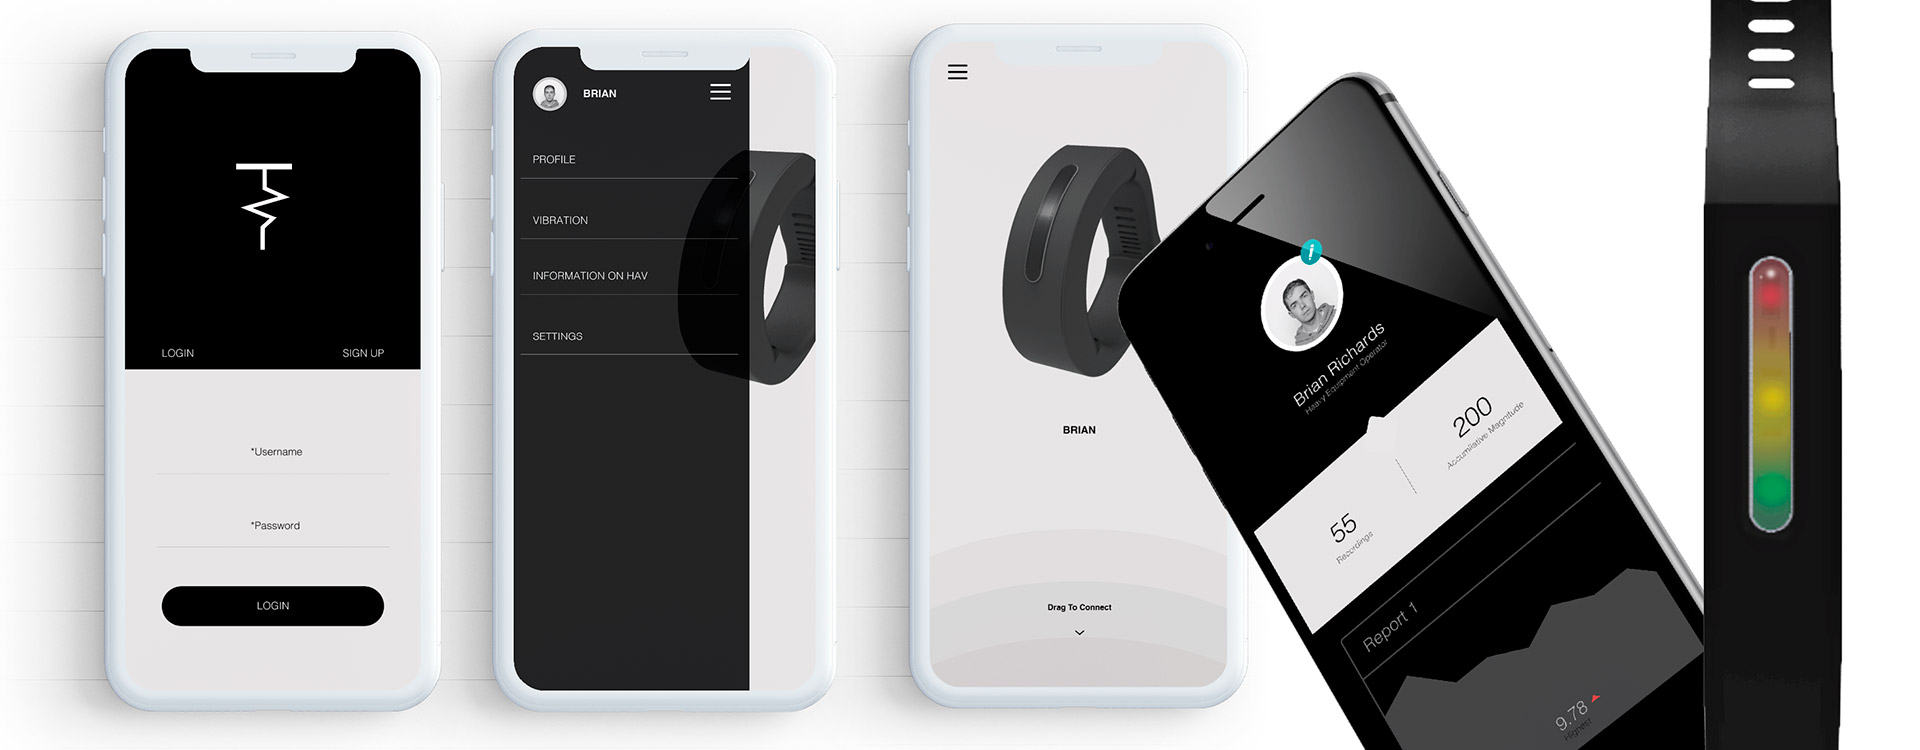 LOGIN
SIGN UP
*Username
*Password
LOGIN
BRIAN
PROFILE
VIBRATION
INFORMATION ON HAV
SETTINGS
BRIAN
Drag To Connect
i
Brian Richards
Heavy Equipment Operator
55
Recordings
200
Accumliative Magnitude
Report 1
9.78
Highest